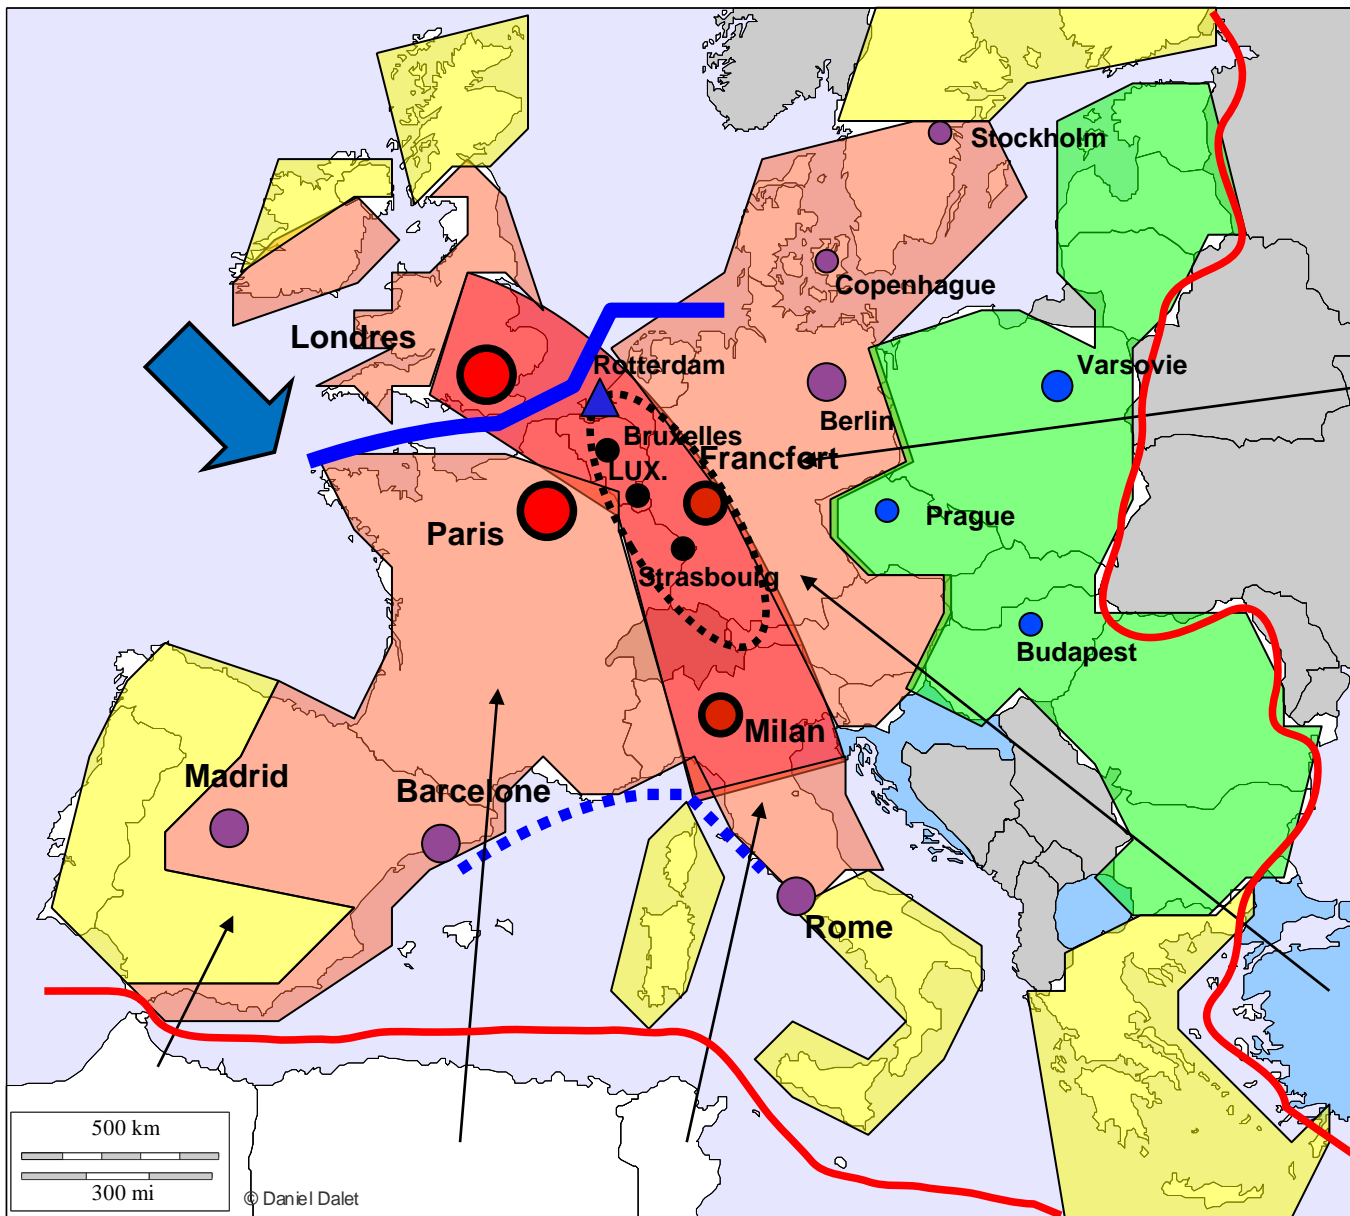 Stockholm
Copenhague
Londres
Rotterdam
Varsovie
Berlin
Bruxelles
Francfort
LUX.
Paris
Prague
Strasbourg
Budapest
Milan
Madrid
Barcelone
Rome
500 km
300 mi
© Daniel Dalet